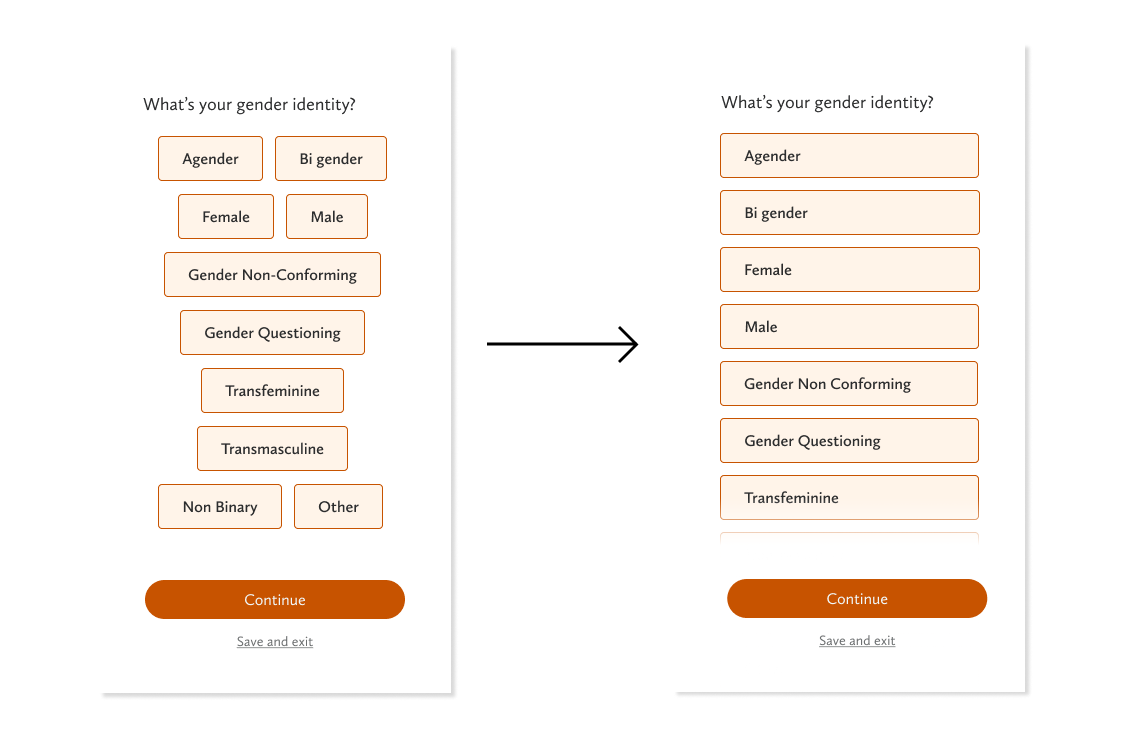 What's your gender identity?
Agender
Bi gender
Female
Male
Gender Non-Conforming
Gender Questioning
Transfeminine
Transmasculine
Non Binary
Other
Continue
Save and exit
What's your gender identity?
Agender
Bi gender
Female
Male
Gender Non Conforming
Gender Questioning
Transfeminine
Continue
Save and exit